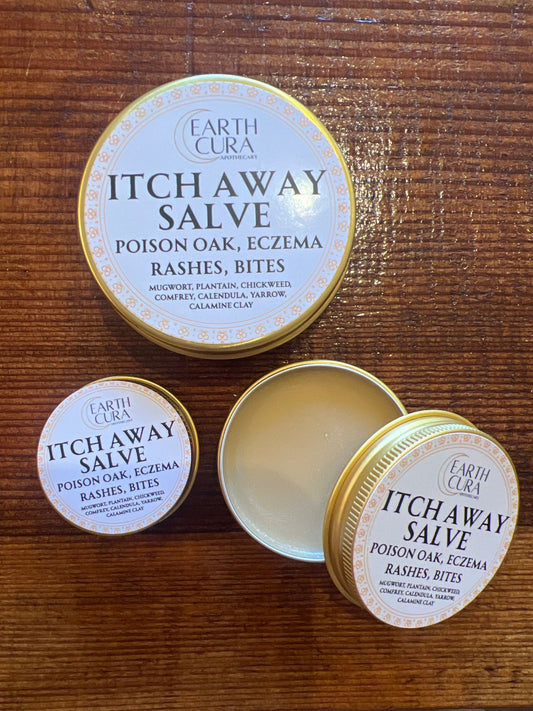 EARTH
CURA
APOTHECARY
ITCH AWAY
SALVE
POISON OAK, ECZEMA
RASHES, BITES
MUGWORT, PLANTAIN, CHICKWEED,
COMFREY, CALENDULA, YARROW,
CALAMINE CLAY
EARTH
CURA
APOTHECARY
ITCH AWAY
SALVE
POISON OAK, ECZEMA
RASHES, BITES
MUGWORT, PLANTAIN, CHICKWEED,
COMFREY, CALENDULA, YARROW,
CALAMINE CLAY
EARTH
CURA
APOTHECARY
ITCH AWAY
SALVE
POISON OAK, ECZEMA
RASHES, BITES
MUGWORT, PLANTAIN, CHICKWEED,
COMFREY, CALENDULA, YARROW,
CALAMINE CLAY